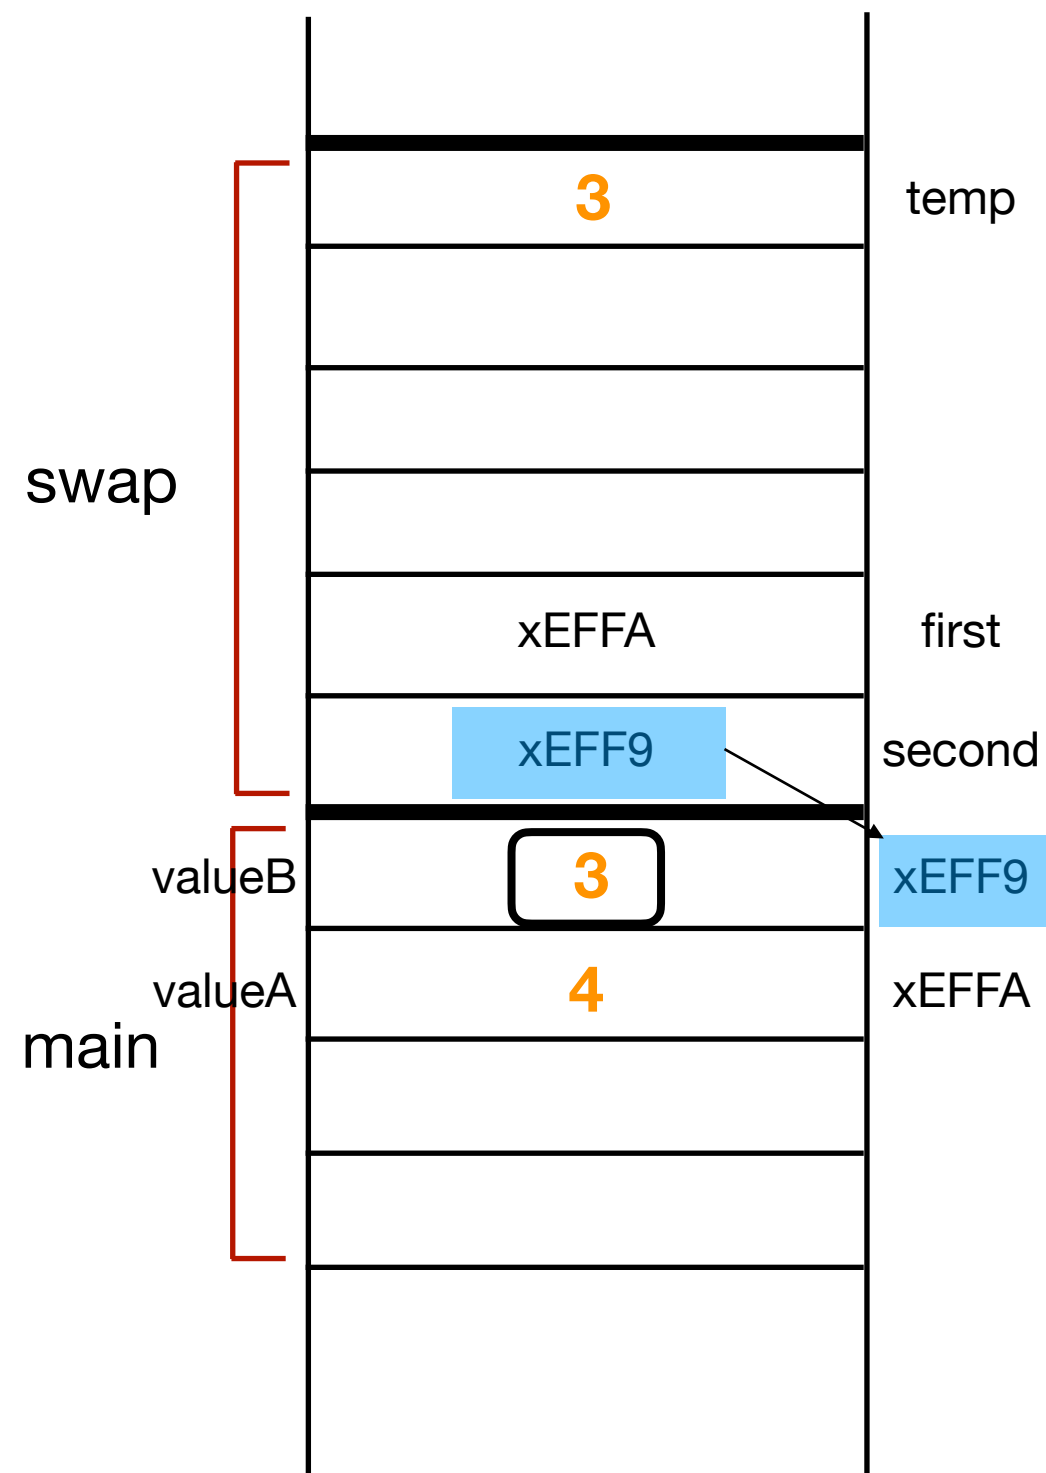 3 temp
swap
xEFFA first
xEFF9 second
valueB 3 xEFF9
valueA 4 xEFFA
main